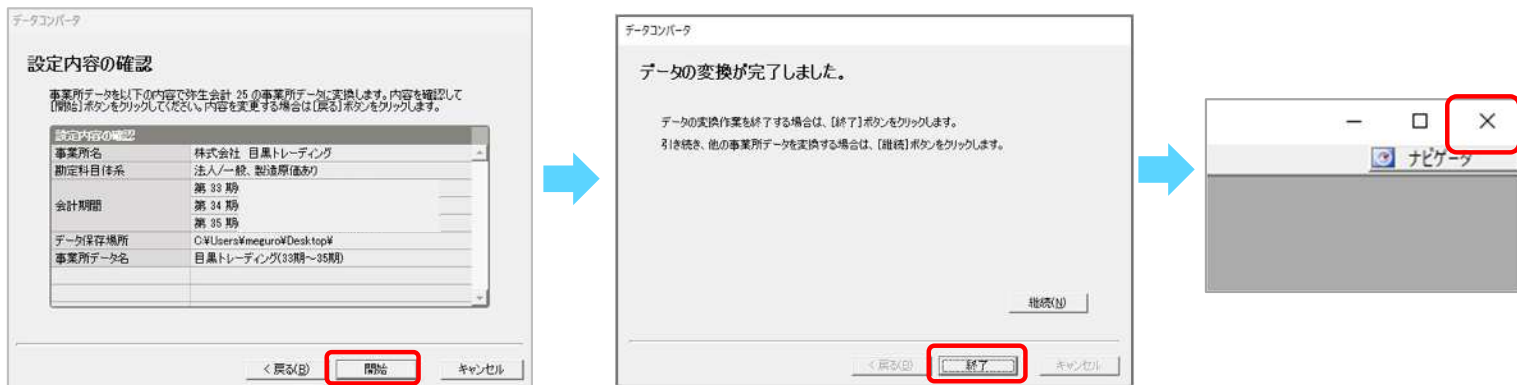 データコンバータ
設定内容の確認
事業所データを以下の内容で弥生会計 25 の事業所データに変換します。内容を確認して
[開始]ボタンをクリックしてください。内容を変更する場合は[戻る]ボタンをクリックします。
設定内容の確認
事業所名 株式会社 目黒トレーディング
勘定科目体系 法人/一般、製造原価あり
会計期間 第 33 期
第 34 期
第 35 期
データ保存場所 C:¥Users¥meguro¥Desktop¥
事業所データ名 目黒トレーディング(33期～35期)
< 戻る(B) 開始 キャンセル
データコンバータ
データの変換が完了しました。
データの変換作業を終了する場合は、[終了]ボタンをクリックします。
引き続き、他の事業所データを変換する場合は、[継続]ボタンをクリックします。
継続(N)
< 戻る(B) 終了 キャンセル
ナビゲータ